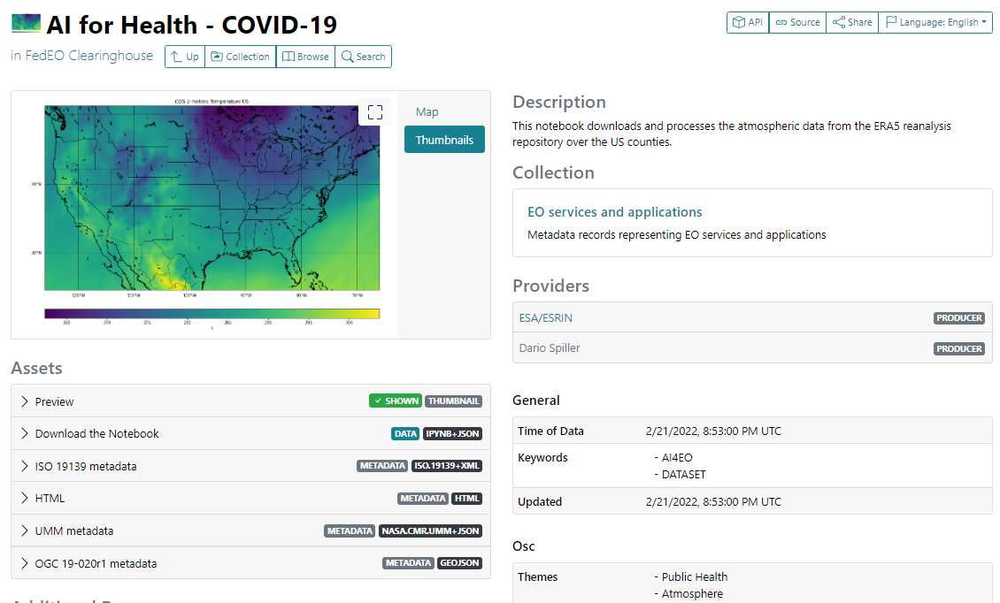 AI for Health - COVID-19
API Source Share Language: English
in FedEO Clearinghouse Up Collection Browse Search
CDS 2-meters Temperature US
40°N
30°N
120°W 110°W 90°W 80°W 70°W
265 270 275 280 290 295 300
Map
Thumbnails
Assets
Preview SHOWN THUMBNAIL
Download the Notebook DATA IPYNB+JSON
ISO 19139 metadata METADATA ISO.19139+XML
HTML METADATA HTML
UMM metadata METADATA NASA.CMR.UMM+JSON
OGC 19-020r1 metadata METADATA GEOJSON
Description
This notebook downloads and processes the atmospheric data from the ERA5 reanalysis
repository over the US counties.
Collection
EO services and applications
Metadata records representing EO services and applications
Providers
ESA/ESRIN PRODUCER
Dario Spiller PRODUCER
General
Time of Data 2/21/2022, 8:53:00 PM UTC
Keywords - AI4EO
- DATASET
Updated 2/21/2022, 8:53:00 PM UTC
Osc
Themes - Public Health
- Atmosphere